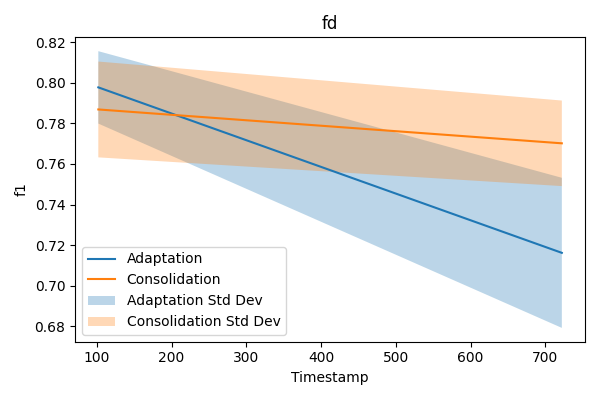 fd
0.82
0.80
0.78
0.76
0.74
0.72
0.70
0.68
f1
Adaptation
Consolidation
Adaptation Std Dev
Consolidation Std Dev
100 200 300 400 500 600 700
Timestamp